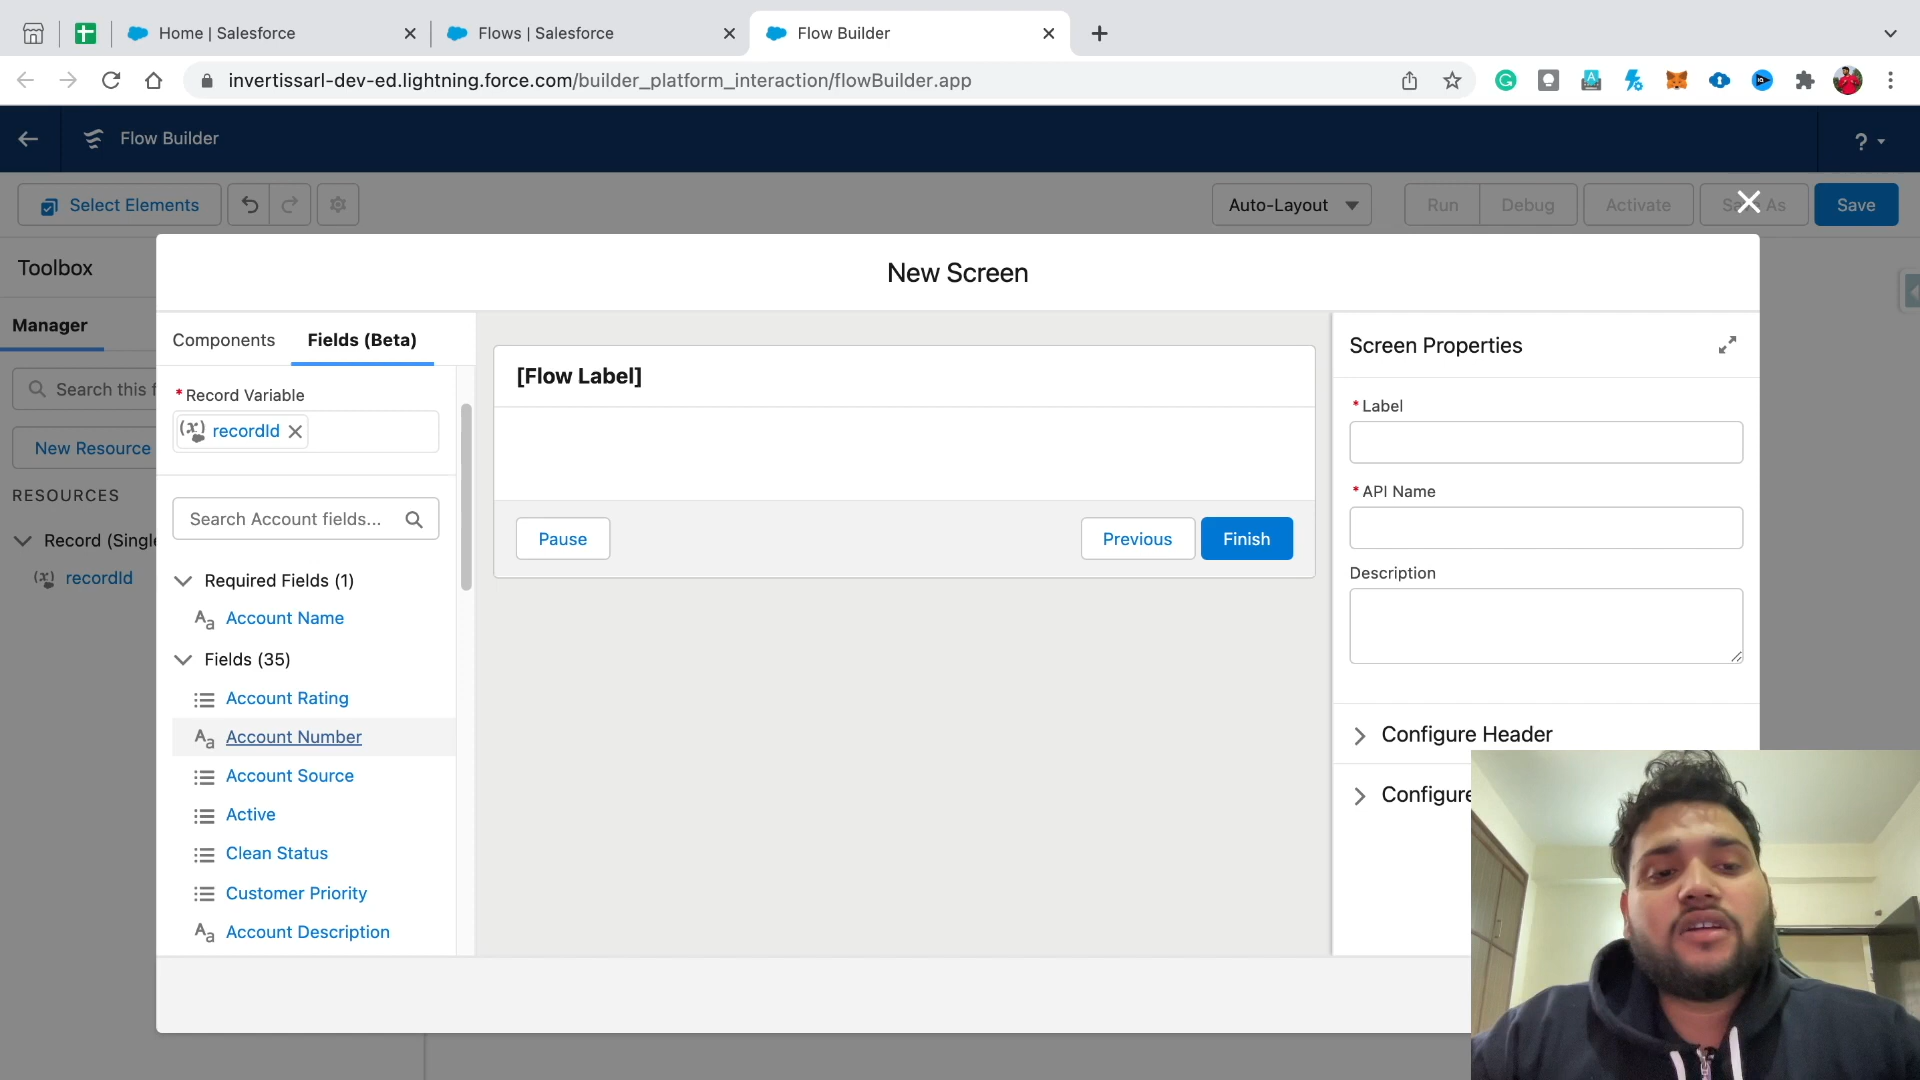 Home | Salesforce
Flows | Salesforce
Flow Builder
invertissarl-dev-ed.lightning.force.com/builder_platform_interaction/flowBuilder.app
Flow Builder
?
Select Elements
Auto-Layout
Run
Debug
Activate
Save As
Save
Toolbox
Manager
Search this f
New Resource
RESOURCES
Record (Single
recordId
New Screen
Components
Fields (Beta)
*Record Variable
recordId
Search Account fields...
Required Fields (1)
Account Name
Fields (35)
Account Rating
Account Number
Account Source
Active
Clean Status
Customer Priority
Account Description
[Flow Label]
Pause
Previous
Finish
Screen Properties
*Label
*API Name
Description
Configure Header
Configure